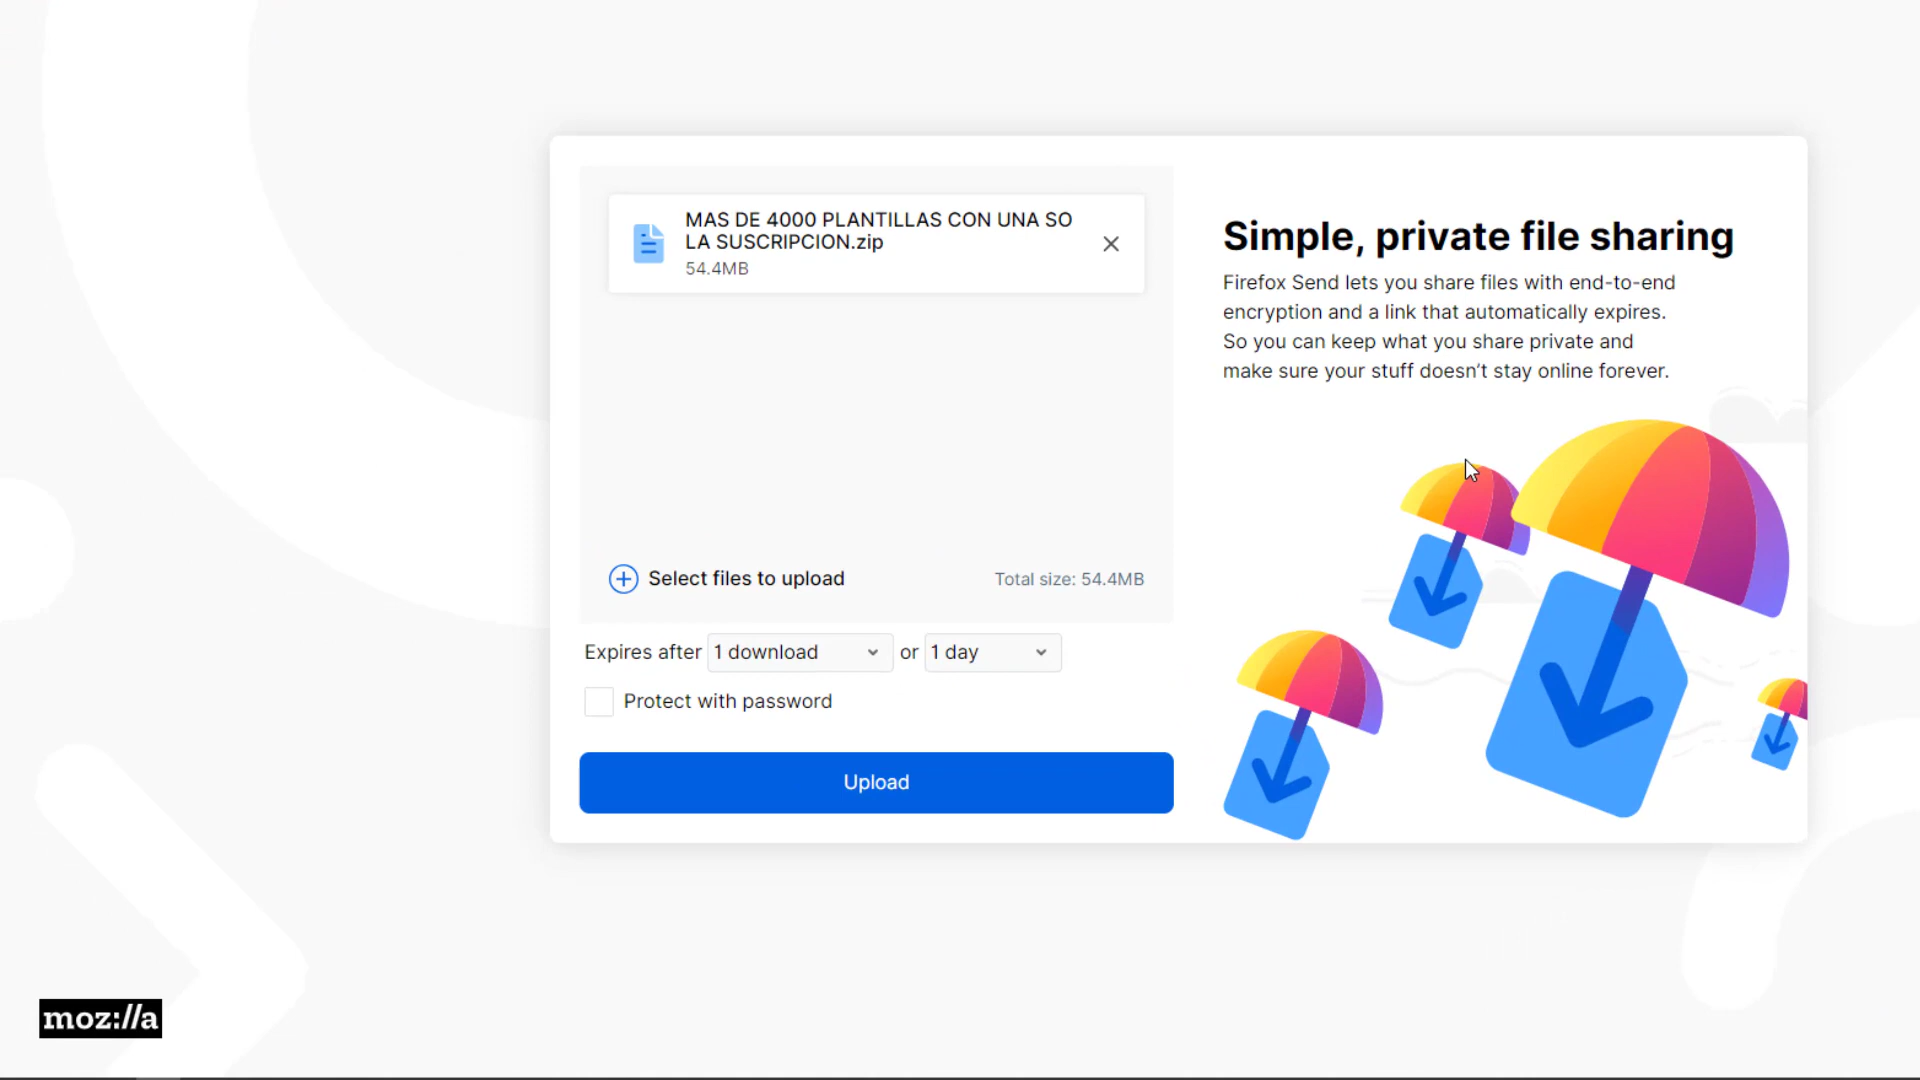 MAS DE 4000 PLANTILLAS CON UNA SO
LA SUSCRIPCION.zip
54.4MB
Select files to upload
Total size: 54.4MB
Expires after 1 download or 1 day
Protect with password
Upload
Simple, private file sharing
Firefox Send lets you share files with end-to-end
encryption and a link that automatically expires.
So you can keep what you share private and
make sure your stuff doesn’t stay online forever.
moz://a